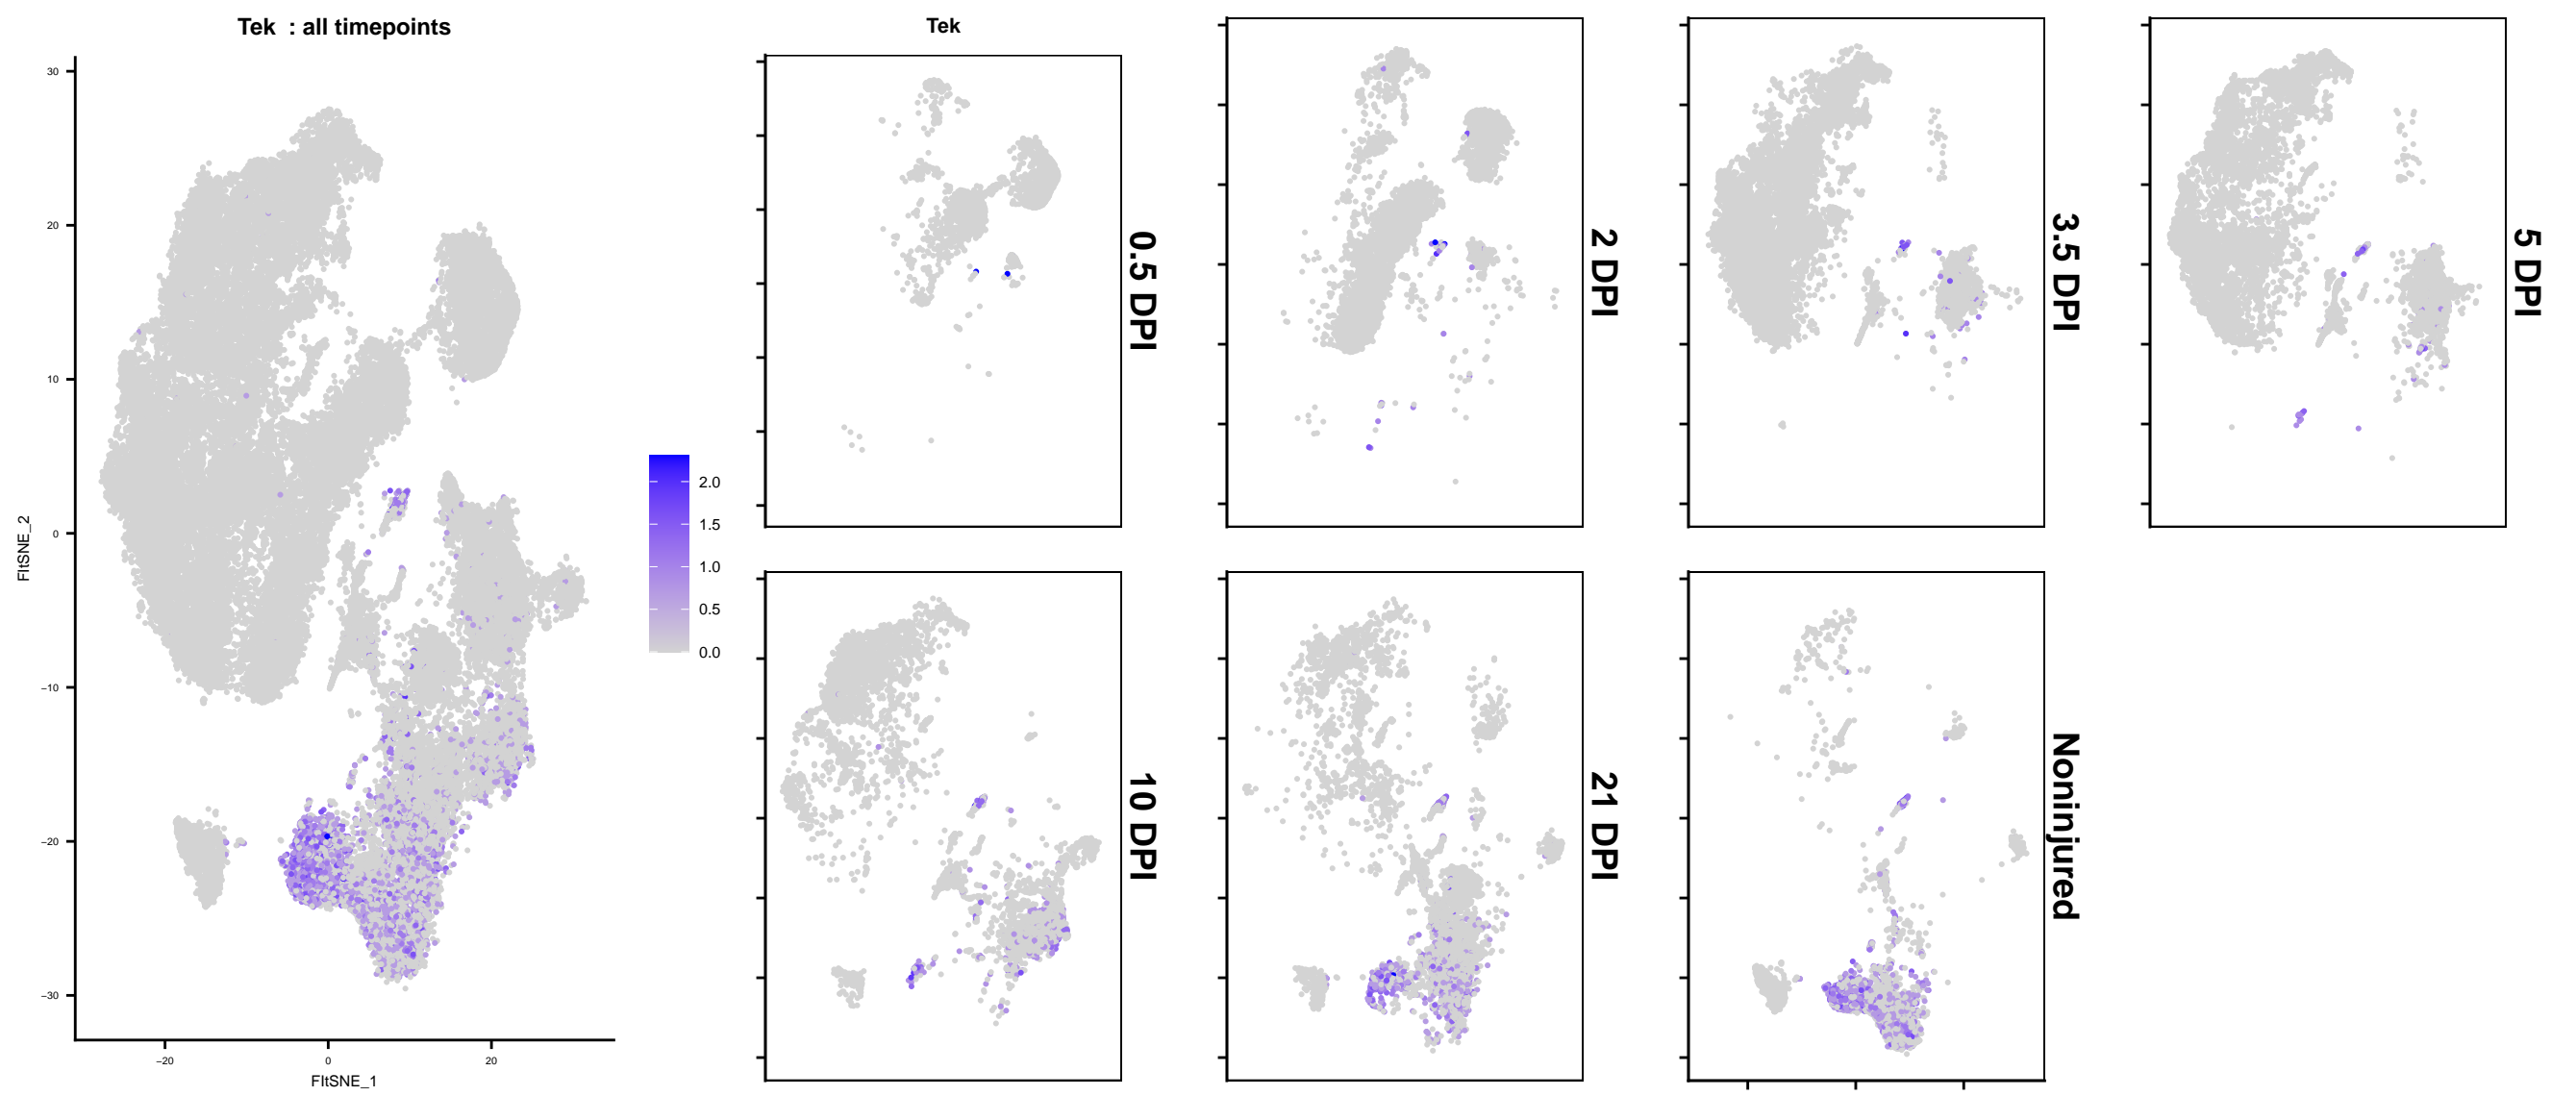 Tek : all timepoints
Tek
30
20
10
0
−10
−20
−30
FItSNE_2
−20
0
20
FItSNE_1
2.0
1.5
1.0
0.5
0.0
0.5 DPI
2 DPI
3.5 DPI
5 DPI
10 DPI
21 DPI
Noninjured